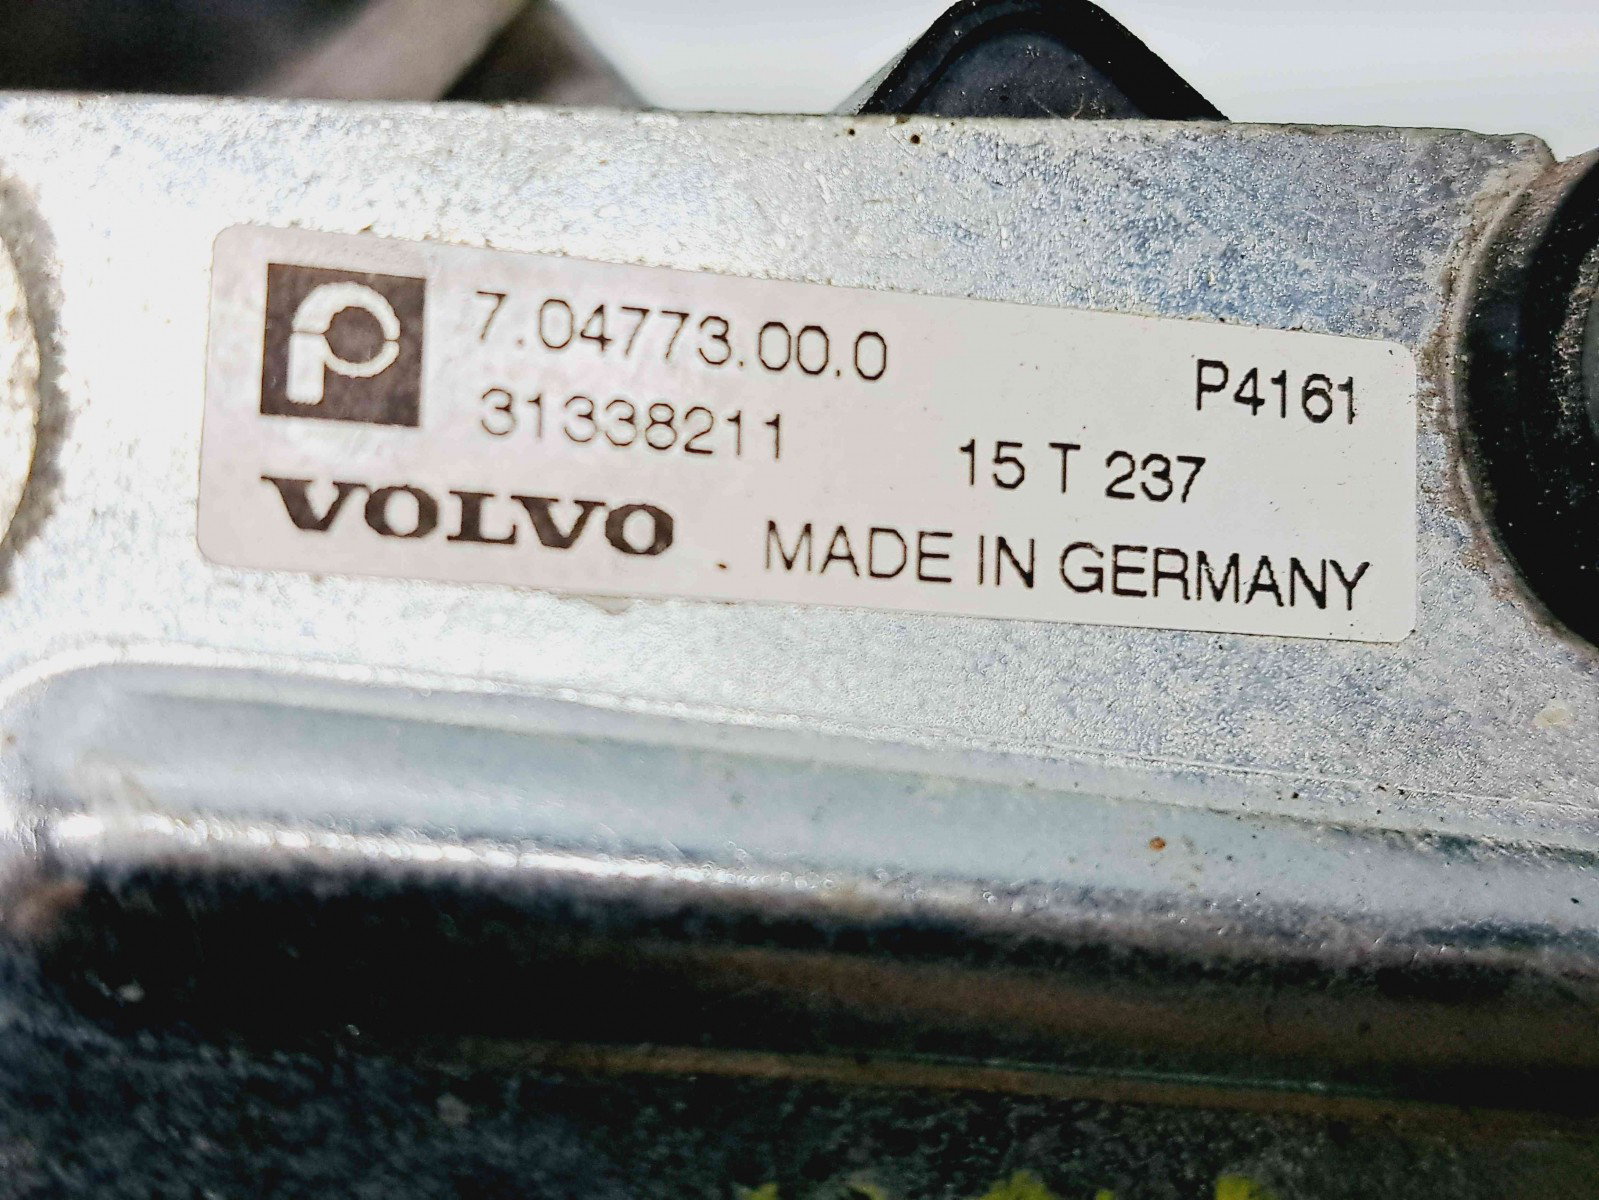 7.04773.00.0
P4161
31338211
15 T 237
VOLVO
. MADE IN GERMANY